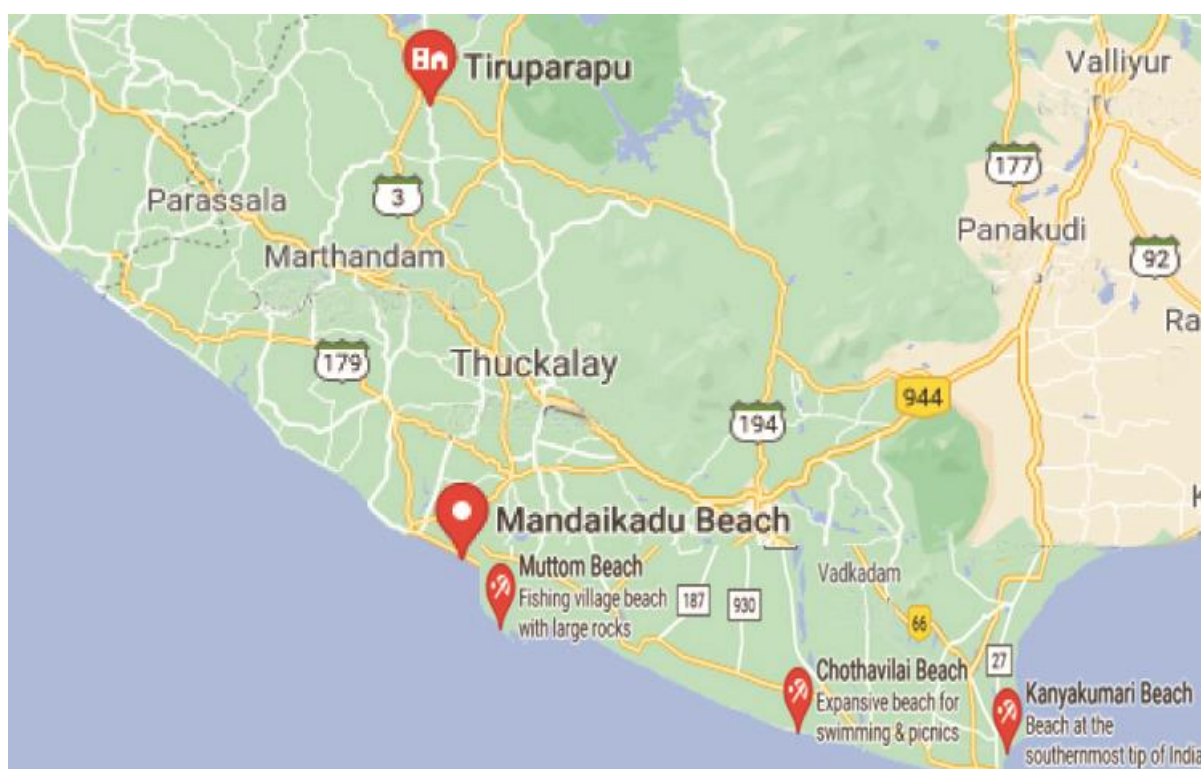 Tiruparapu
Valliyur
177
3
Parassala
Panakudi
Marthandam
92
Ra
179
Thuckalay
944
194
K
Mandaikadu Beach
Muttom Beach
Fishing village beach
with large rocks
187
930
Vadkadam
66
27
Chothavilai Beach
Expansive beach for
swimming & picnics
Kanyakumari Beach
Beach at the
southernmost tip of India